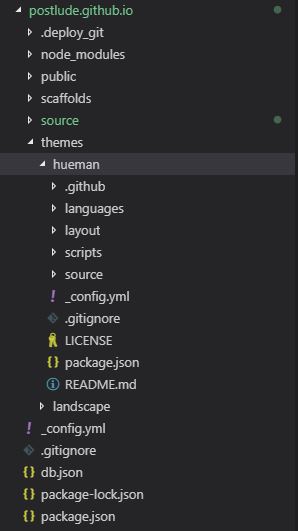 postlude.github.io
.deploy_git
node_modules
public
scaffolds
source
themes
hueman
.github
languages
layout
scripts
source
_config.yml
.gitignore
LICENSE
package.json
README.md
landscape
_config.yml
.gitignore
db.json
package-lock.json
package.json